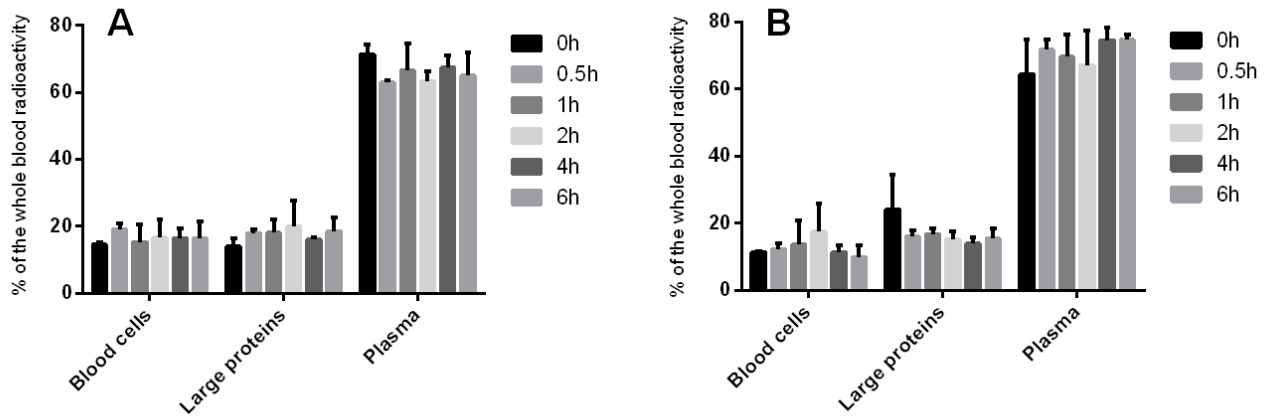 A
% of the whole blood radioactivity
80
60
40
20
0
Blood cells
Large proteins
Plasma
0h
0.5h
1h
2h
4h
6h
B
% of the whole blood radioactivity
80
60
40
20
0
Blood cells
Large proteins
Plasma
0h
0.5h
1h
2h
4h
6h